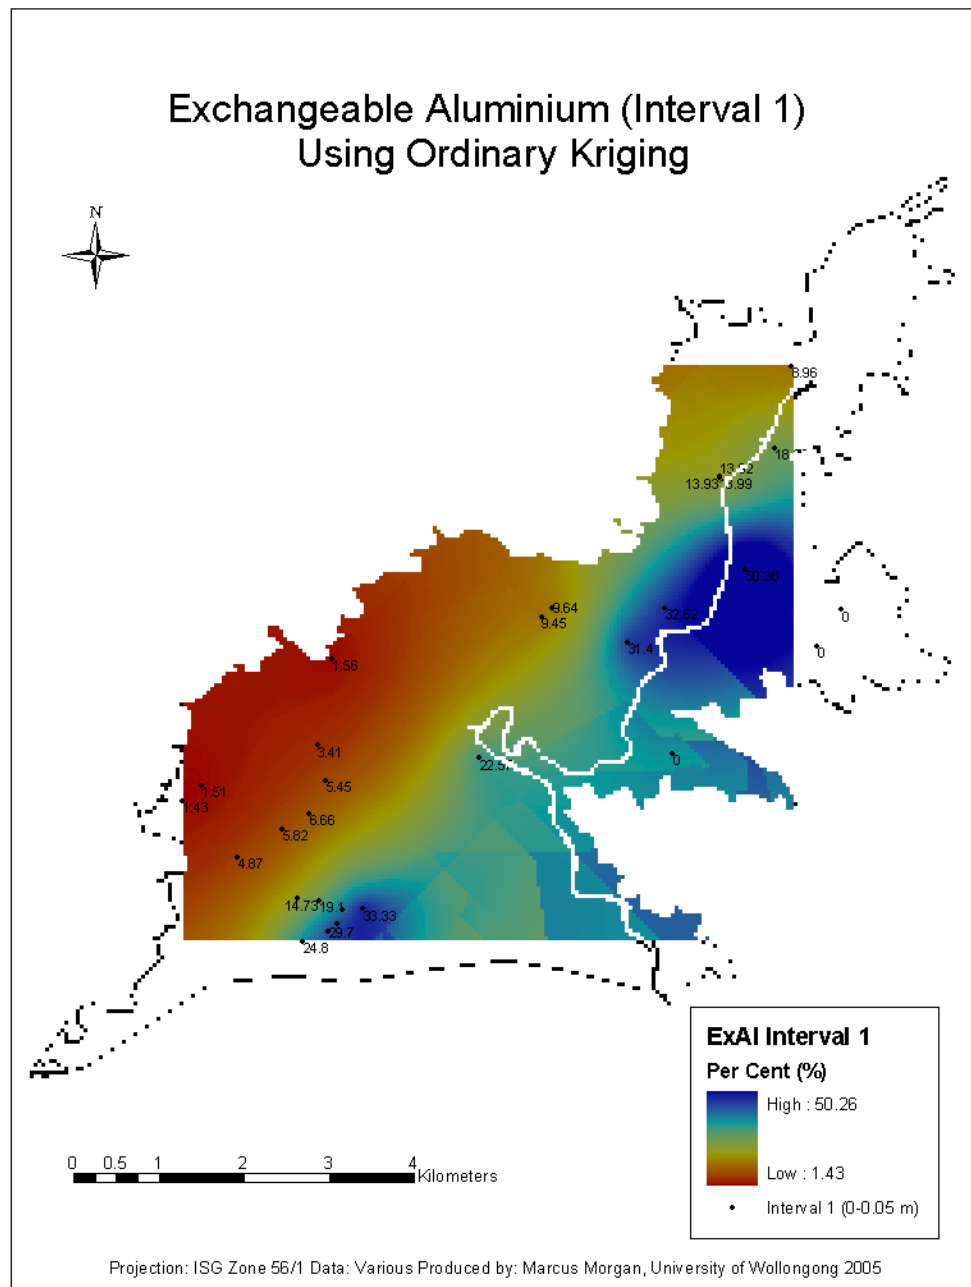 Exchangeable Aluminium (Interval 1)
Using Ordinary Kriging
N
8.96
18
13.93
50.36
32.62
31.4
9.64
9.45
0
0
0
1.56
3.41
5.45
1.51
1.43
6.66
5.82
4.87
14.73
19.1
33.33
29.7
24.8
ExAl Interval 1
Per Cent (%)
High : 50.26
Low : 1.43
Interval 1 (0-0.05 m)
0 0.5 1 2 3 4
Kilometers
Projection: ISG Zone 56/1 Data: Various Produced by: Marcus Morgan, University of Wollongong 2005